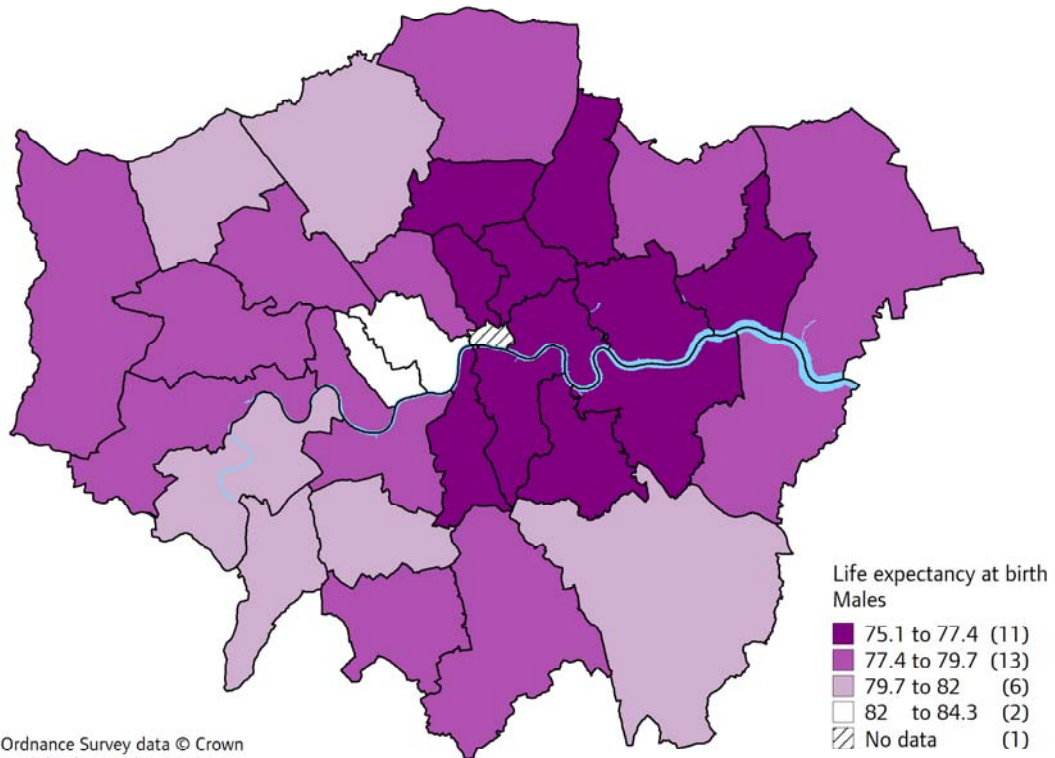 Life expectancy at birth
Males
75.1 to 77.4 (11)
77.4 to 79.7 (13)
79.7 to 82 (6)
82 to 84.3 (2)
No data (1)
Ordnance Survey data © Crown